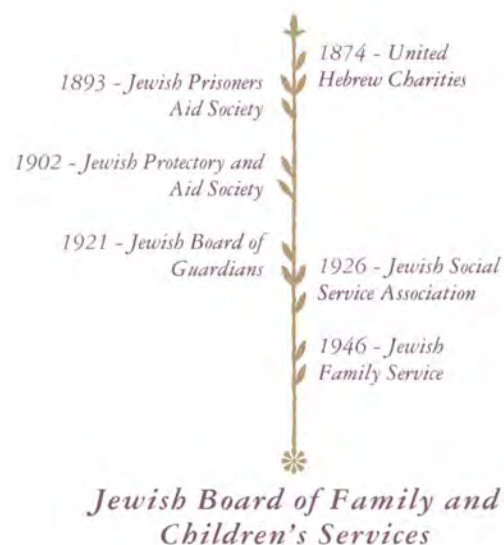 1874 - United
Hebrew Charities
1893 - Jewish Prisoners
Aid Society
1902 - Jewish Protectory and
Aid Society
1921 - Jewish Board of
Guardians
1926 - Jewish Social
Service Association
1946 - Jewish
Family Service
Jewish Board of Family and
Children's Services